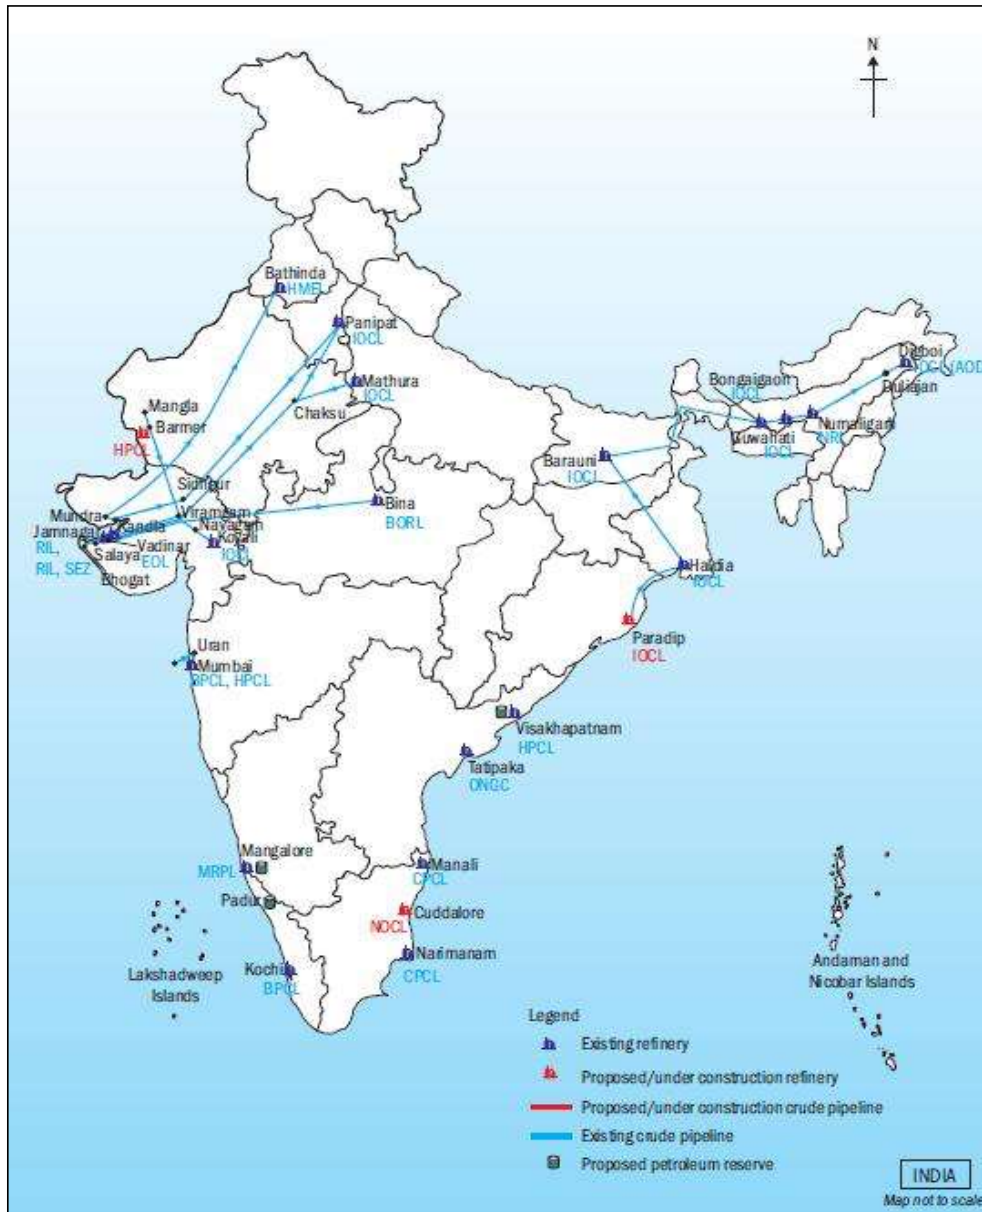 N
Bathinda
HMEL
Panipat
IOCL
Mathura
IOCL
Chaksu
Mangla
Barmer
HPCL
Sidhpur
Mundra
Viramgam
Kandla
Navagam
Jamnagar
Koyali
RIL,
Salaya
Vadinar
IOCL
RIL, SEZ
EOL
Bhogat
Bina
BORL
Digboi
Duliajan
Bongaigaon
IOCL
Numaligarh
NRL
Guwahati
IOCL
Barauni
IOCL
Haldia
IOCL
Paradip
IOCL
Uran
Mumbai
BPCL, HPCL
Visakhapatnam
HPCL
Tatipaka
ONGC
Mangalore
MRPL
Manali
CPCL
Padur
Cuddalore
NOCL
Narimanam
CPCL
Kochi
BPCL
Lakshadweep
Islands
Andaman and
Nicobar Islands
Legend
Existing refinery
Proposed/under construction refinery
Proposed/under construction crude pipeline
Existing crude pipeline
Proposed petroleum reserve
INDIA
Map not to scale